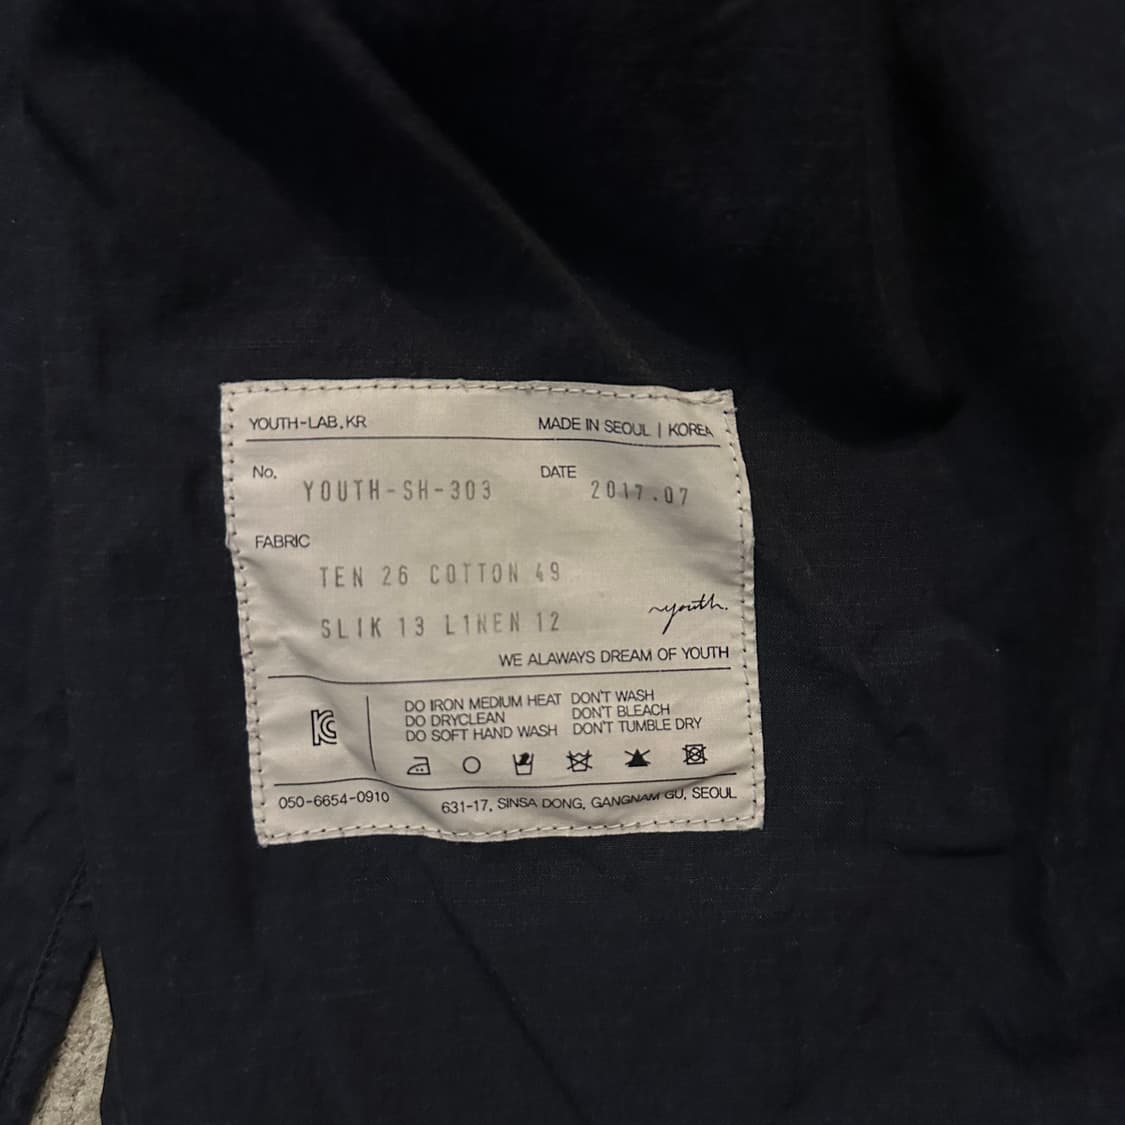 YOUTH-LAB.KR MADE IN SEOUL | KOREA
No. DATE
YOUTH-SH-303 2017.07
FABRIC
TEN 26 COTTON 49
SLIK 13 L1NEN 12
youth.
WE ALAWAYS DREAM OF YOUTH
DO IRON MEDIUM HEAT DON'T WASH
DO DRYCLEAN DON'T BLEACH
DO SOFT HAND WASH DON'T TUMBLE DRY
050-6654-0910 631-17, SINSA DONG, GANGNAM GU, SEOUL